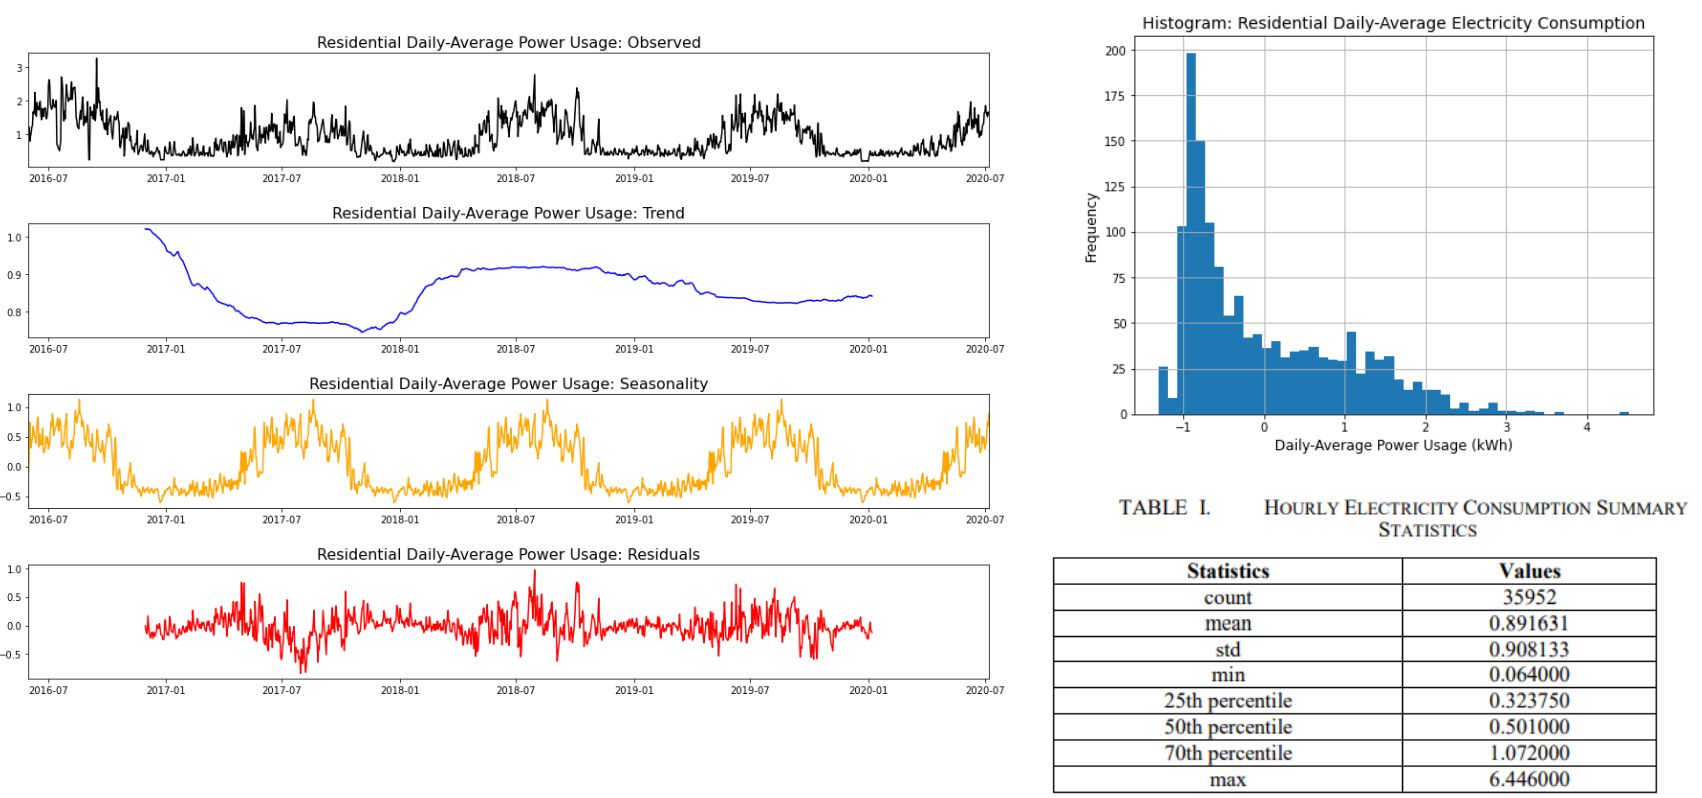 Residential Daily-Average Power Usage: Observed
3
2
1
2016-07 2017-01 2017-07 2018-01 2018-07 2019-01 2019-07 2020-01 2020-07
Residential Daily-Average Power Usage: Trend
1.0
0.9
0.8
2016-07 2017-01 2017-07 2018-01 2018-07 2019-01 2019-07 2020-01 2020-07
Residential Daily-Average Power Usage: Seasonality
1.0
0.5
0.0
−0.5
2016-07 2017-01 2017-07 2018-01 2018-07 2019-01 2019-07 2020-01 2020-07
Residential Daily-Average Power Usage: Residuals
1.0
0.5
0.0
−0.5
2016-07 2017-01 2017-07 2018-01 2018-07 2019-01 2019-07 2020-01 2020-07
Histogram: Residential Daily-Average Electricity Consumption
200
175
150
125
100
75
50
25
0
Frequency
−1 0 1 2 3 4
Daily-Average Power Usage (kWh)
TABLE I. HOURLY ELECTRICITY CONSUMPTION SUMMARY
STATISTICS
Statistics Values
count 35952
mean 0.891631
std 0.908133
min 0.064000
25th percentile 0.323750
50th percentile 0.501000
70th percentile 1.072000
max 6.446000